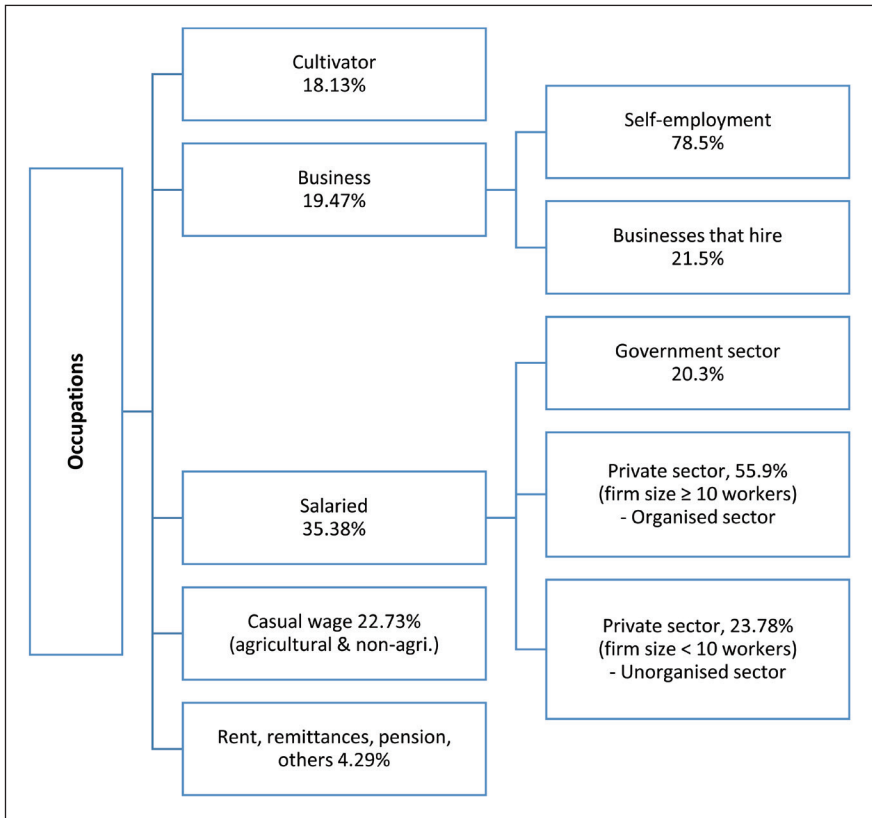 Occupations
Cultivator
18.13%
Business
19.47%
Self-employment
78.5%
Businesses that hire
21.5%
Salaried
35.38%
Government sector
20.3%
Private sector, 55.9%
(firm size ≥ 10 workers)
- Organised sector
Private sector, 23.78%
(firm size < 10 workers)
- Unorganised sector
Casual wage 22.73%
(agricultural & non-agri.)
Rent, remittances, pension,
others 4.29%